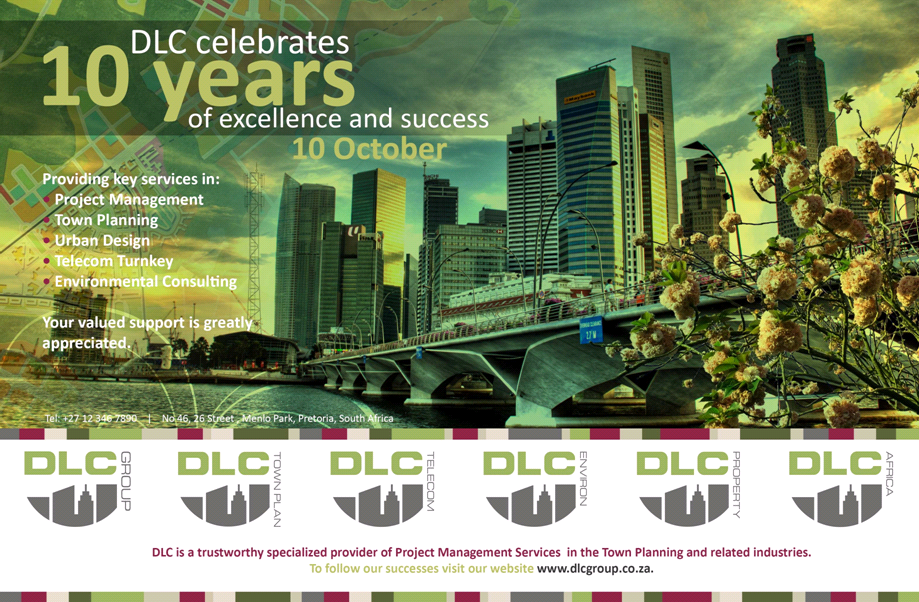 DLC celebrates
10 years
of excellence and success
10 October
Providing key services in:
• Project Management
• Town Planning
• Urban Design
• Telecom Turnkey
• Environmental Consulting
Your valued support is greatly
appreciated.
Tel: +27 12 346 7890 | No 46, 26 Street , Menlo Park, Pretoria, South Africa
DLC GROUP
DLC TOWN PLAN
DLC TELECOM
DLC ENVIRON
DLC PROPERTY
DLC AFRICA
DLC is a trustworthy specialized provider of Project Management Services in the Town Planning and related industries.
To follow our successes visit our website www.dlcgroup.co.za.